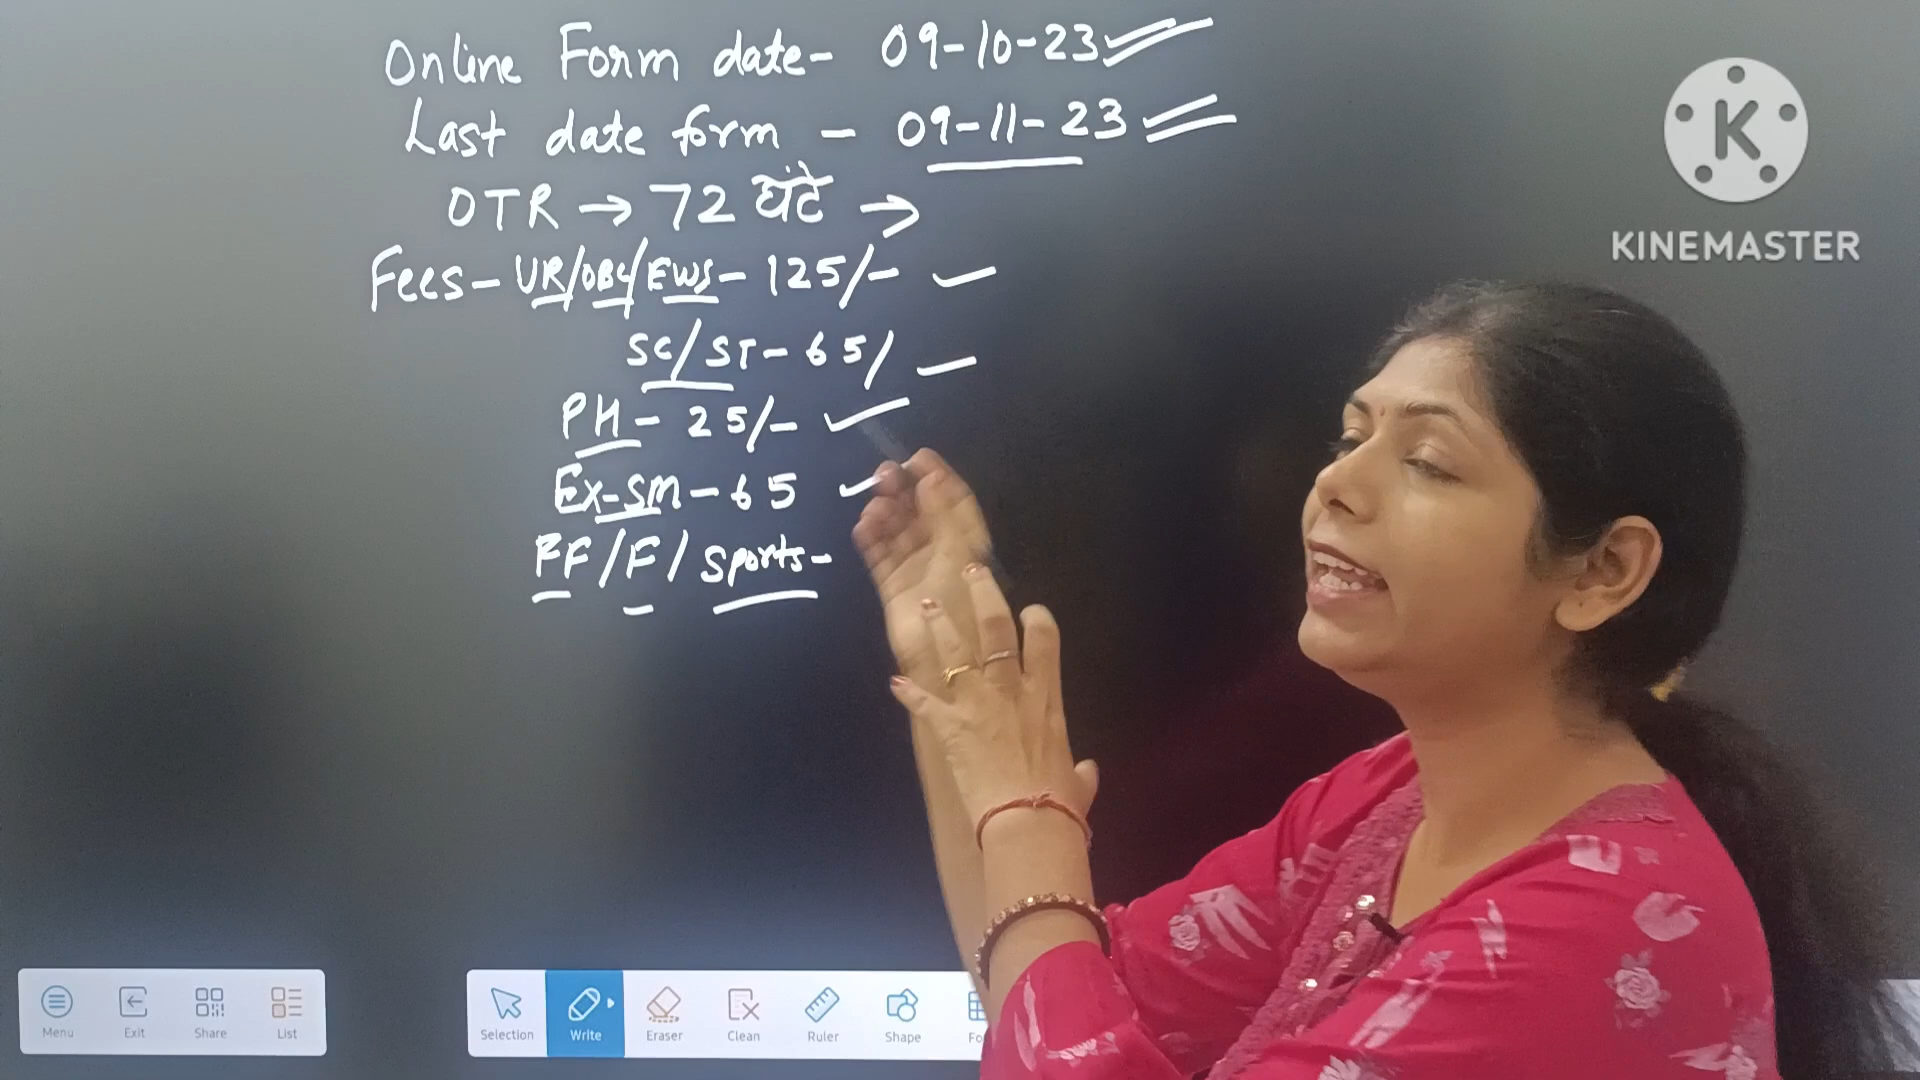 Online Form date- 09-10-23
Last date form - 09-11-23
OTR → 72 घंटे →
Fees- UR/OBC/EWS- 125/-
SC/ST- 65/
PH- 25/-
Ex-SM-65
FF/F/Sports-
K
KINEMASTER
Menu Exit Share List
Selection Write Eraser Clean Ruler Shape